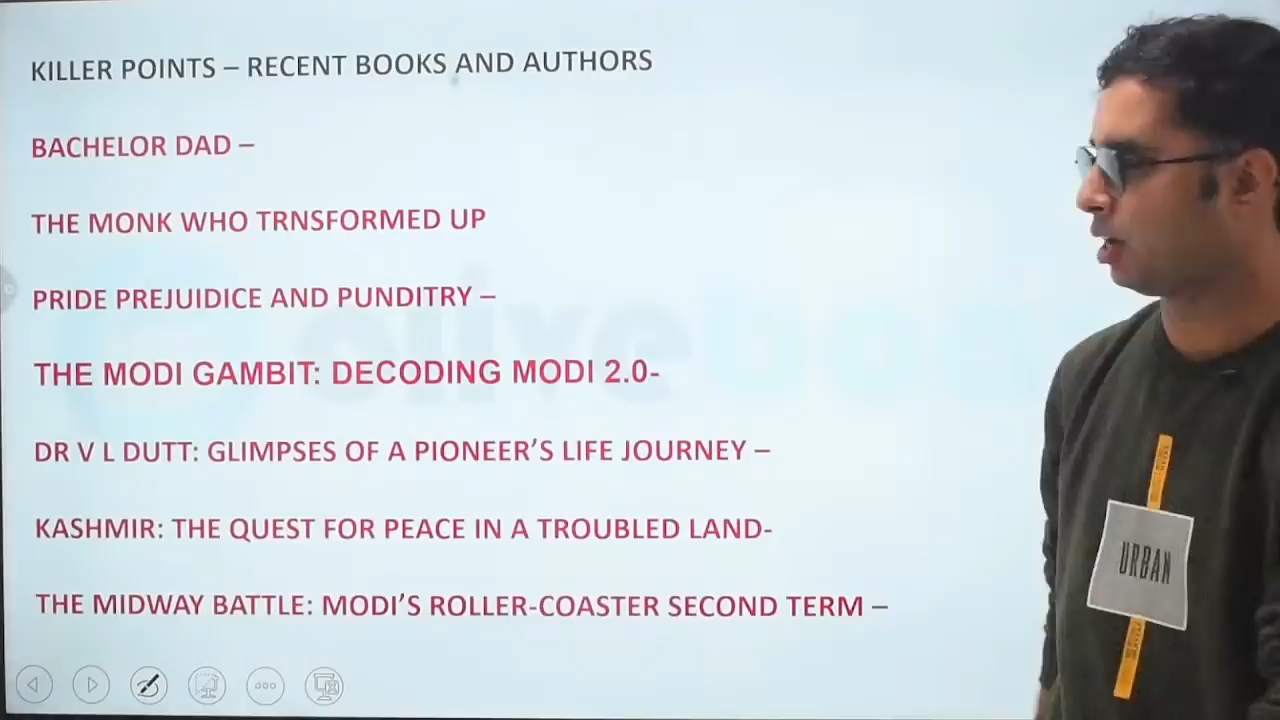 KILLER POINTS – RECENT BOOKS AND AUTHORS
BACHELOR DAD –
THE MONK WHO TRNSFORMED UP
PRIDE PREJUIDICE AND PUNDITRY –
THE MODI GAMBIT: DECODING MODI 2.0-
DR V L DUTT: GLIMPSES OF A PIONEER'S LIFE JOURNEY –
KASHMIR: THE QUEST FOR PEACE IN A TROUBLED LAND-
THE MIDWAY BATTLE: MODI'S ROLLER-COASTER SECOND TERM –
URBAN